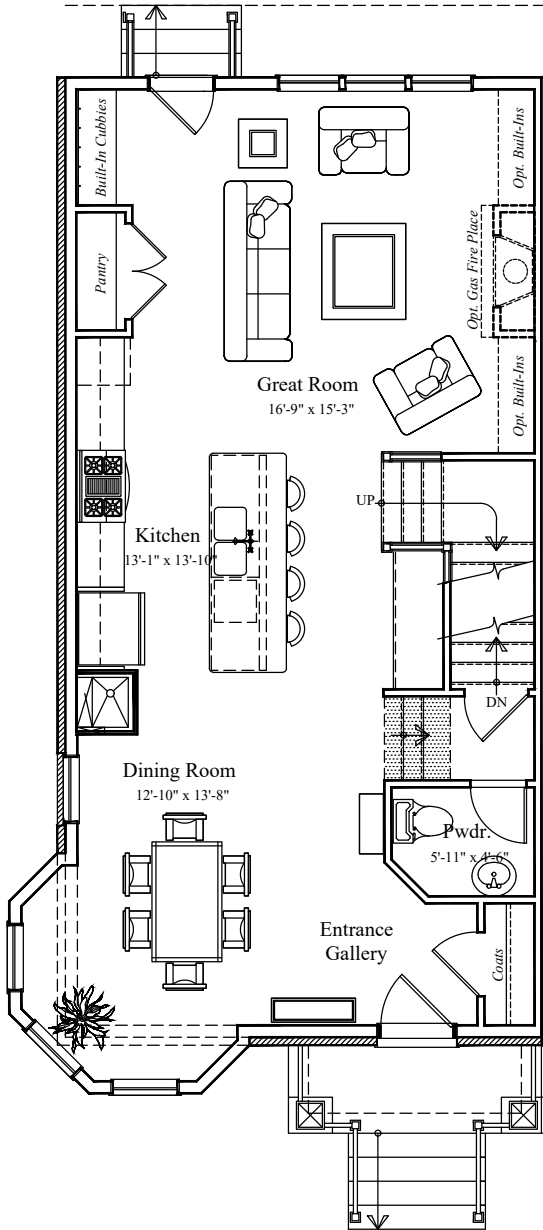 Built-In Cubbies
Opt. Built-Ins
Pantry
Opt. Gas Fire Place
Great Room
16'-9" x 15'-3"
Opt. Built-Ins
UP
Kitchen
13'-1" x 13'-10"
DN
Dining Room
12'-10" x 13'-8"
Pwdr.
5'-11" x 4'-6"
Entrance
Gallery
Coats